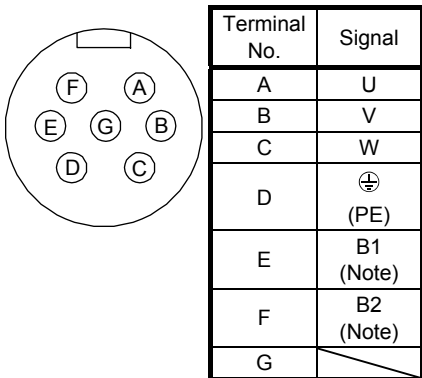 F A
E G B
D C
Terminal No. Signal
A U
B V
C W
D (PE)
E B1 (Note)
F B2 (Note)
G